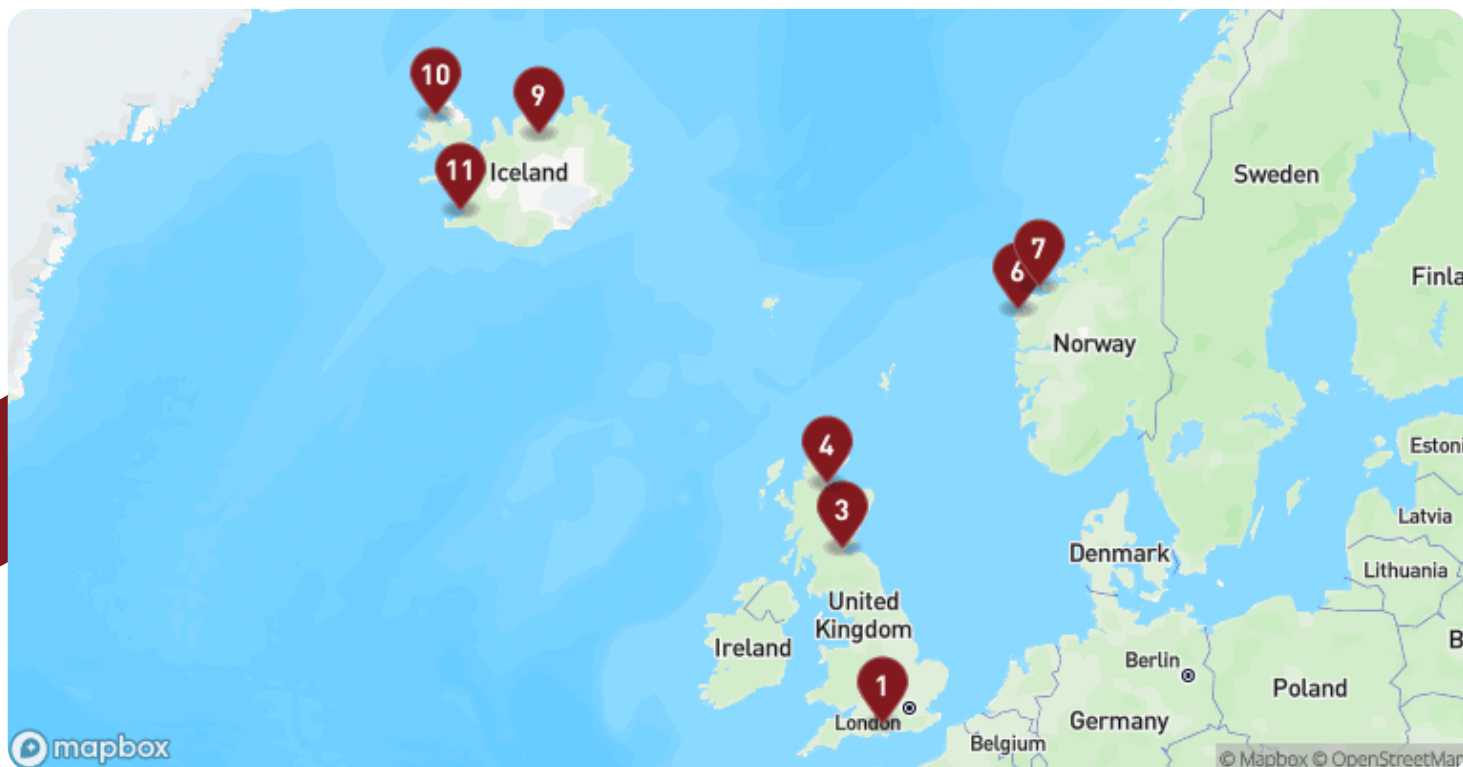 10
9
11
Iceland
Sweden
7
6
Finla
Norway
4
Estoni
3
Latvia
Denmark
Lithuania
United
Kingdom
B
Ireland
Berlin
1
Poland
London
Germany
Belgium
mapbox
© Mapbox © OpenStreetMap